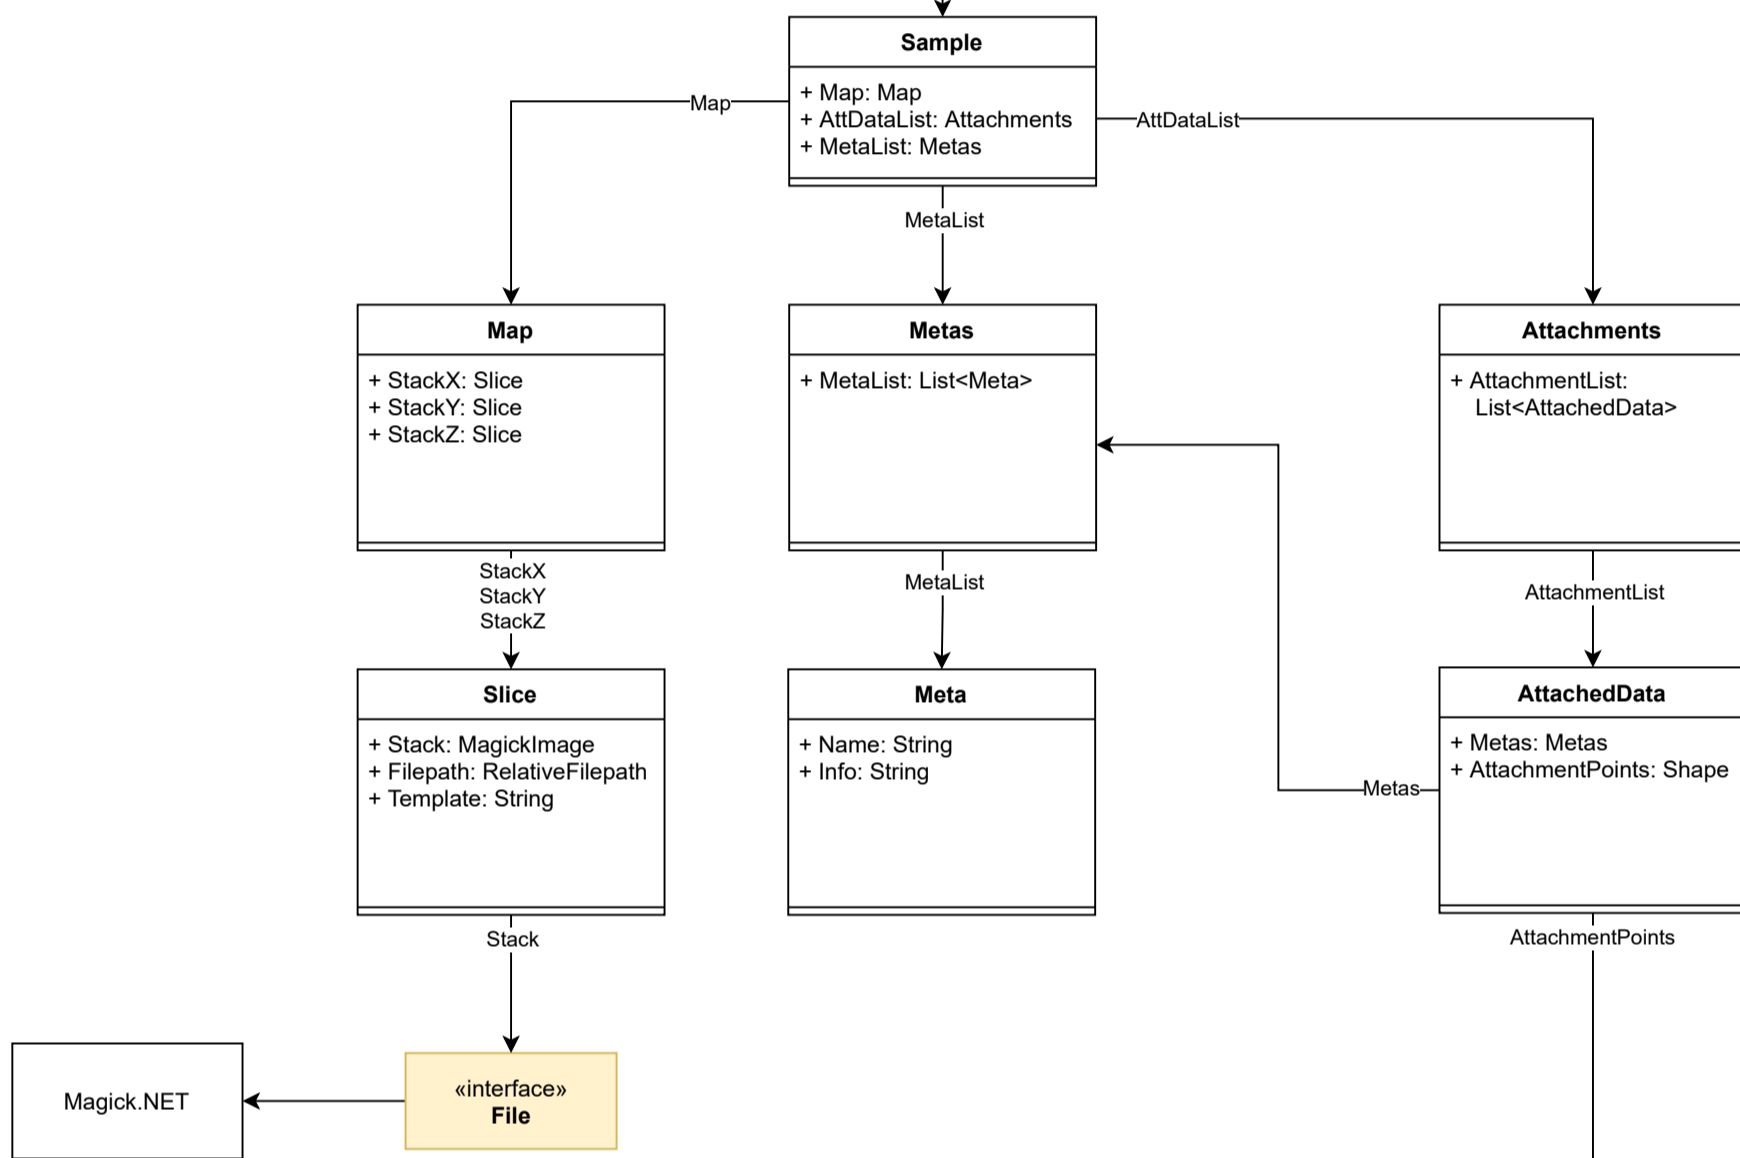 Sample
+ Map: Map
+ AttDataList: Attachments
+ MetaList: Metas
Map
AttDataList
MetaList
Map
+ StackX: Slice
+ StackY: Slice
+ StackZ: Slice
Metas
+ MetaList: List<Meta>
Attachments
+ AttachmentList:
List<AttachedData>
StackX
StackY
StackZ
MetaList
AttachmentList
Slice
+ Stack: MagickImage
+ Filepath: RelativeFilepath
+ Template: String
Meta
+ Name: String
+ Info: String
AttachedData
+ Metas: Metas
+ AttachmentPoints: Shape
Metas
Stack
AttachmentPoints
Magick.NET
«interface»
File